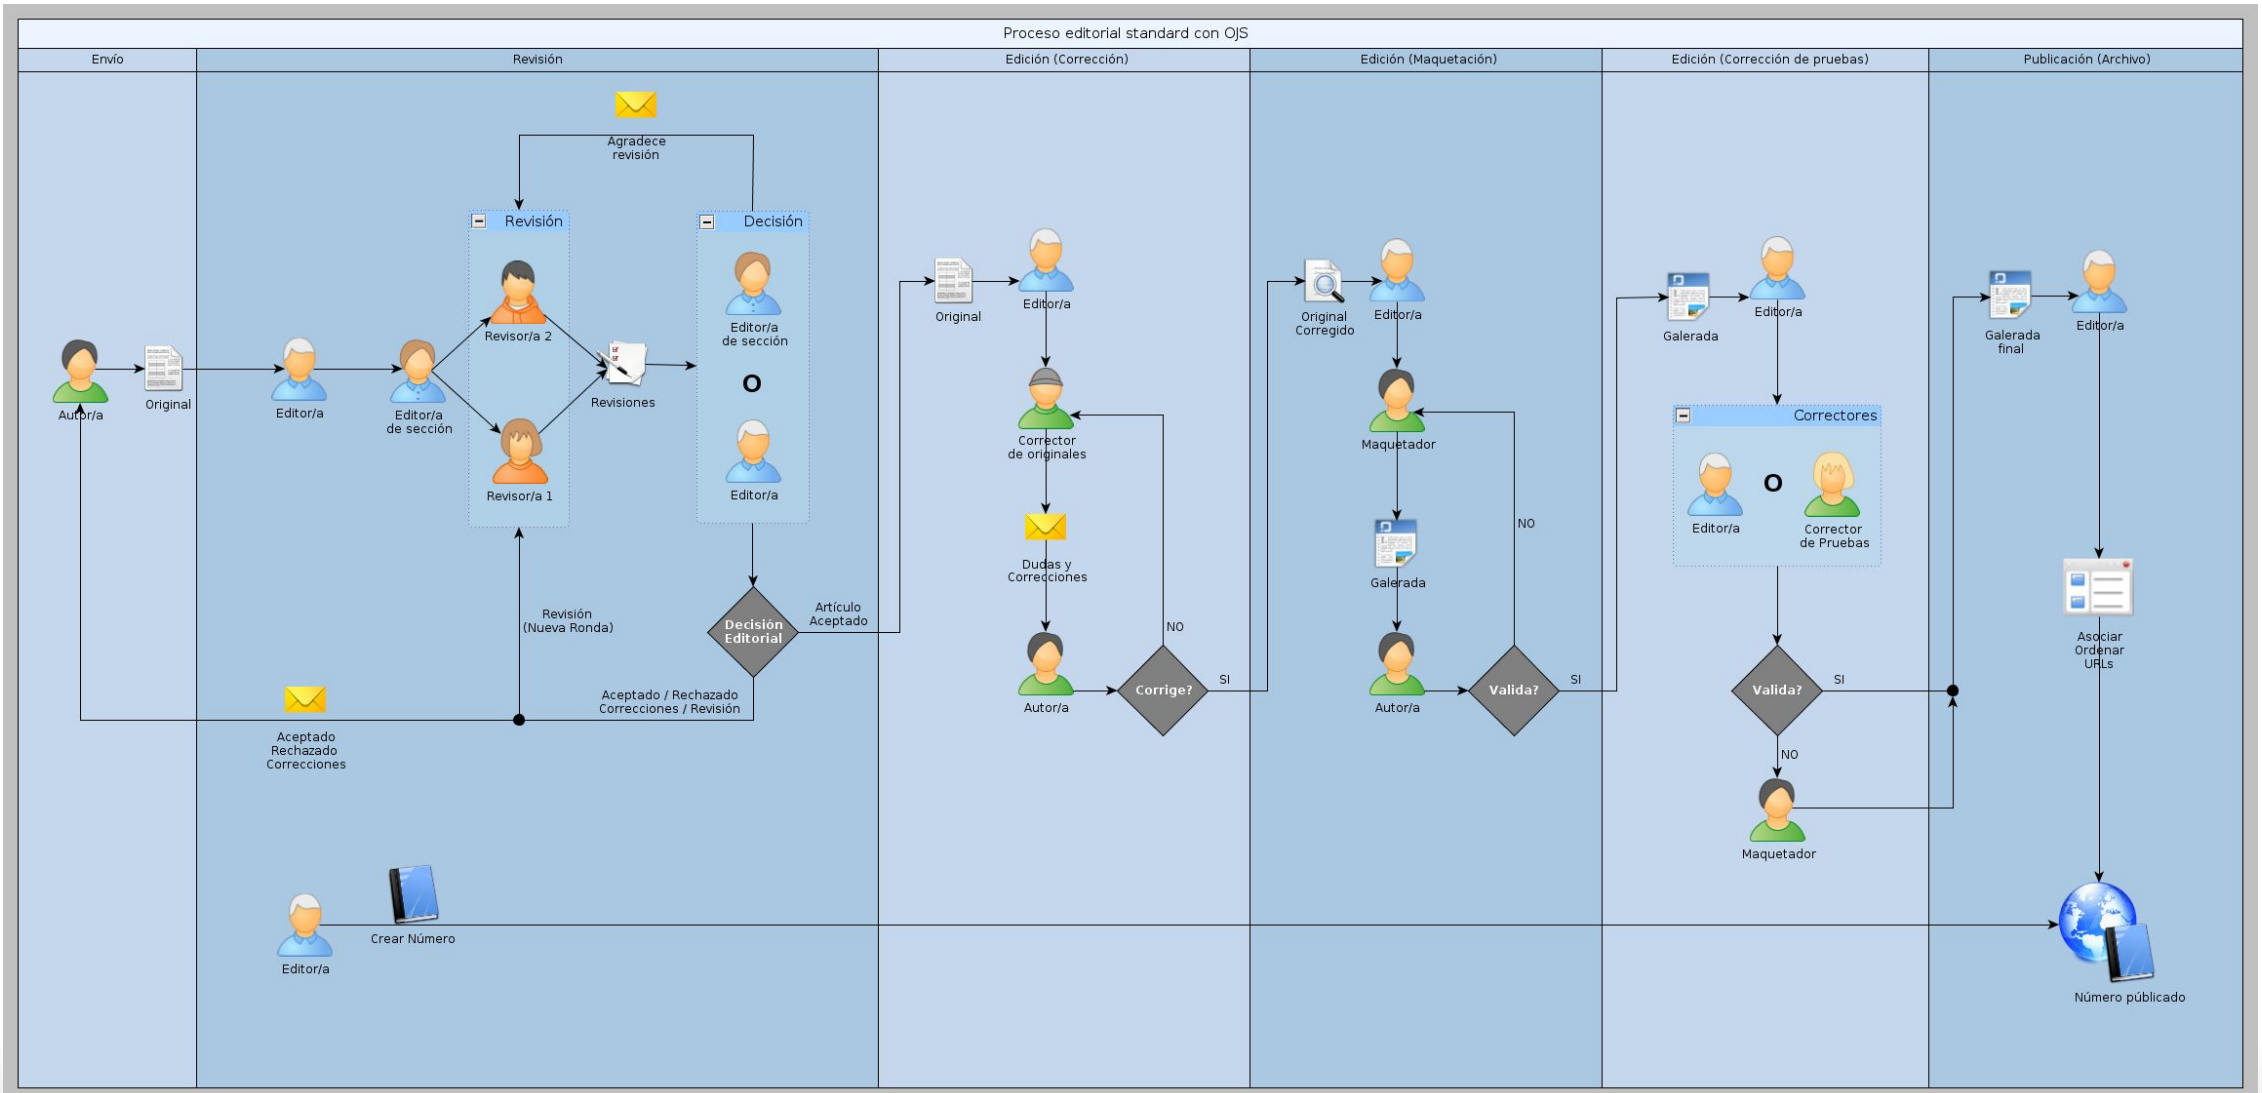 Proceso editorial standard con OJS
Envío
Revisión
Edición (Corrección)
Edición (Maquetación)
Edición (Corrección de pruebas)
Publicación (Archivo)
Autor/a
Original
Editor/a
Editor/a
de sección
Agradece
revisión
Revisión
Revisor/a 2
Revisor/a 1
Revisiones
Decisión
Editor/a
de sección
O
Editor/a
Decisión
Editorial
Artículo
Aceptado
Revisión
(Nueva Ronda)
Aceptado / Rechazado
Correcciones / Revisión
Aceptado
Rechazado
Correcciones
Editor/a
Crear Número
Original
Editor/a
Corrector
de originales
Dudas y
Correcciones
Autor/a
Corrige?
NO
SI
Original
Corregido
Editor/a
Maquetador
Galerada
Autor/a
Valida?
NO
SI
Galerada
Editor/a
Correctores
Editor/a
O
Corrector
de Pruebas
Valida?
SI
NO
Maquetador
Galerada
final
Editor/a
Asociar
Ordenar
URLs
Número públicado